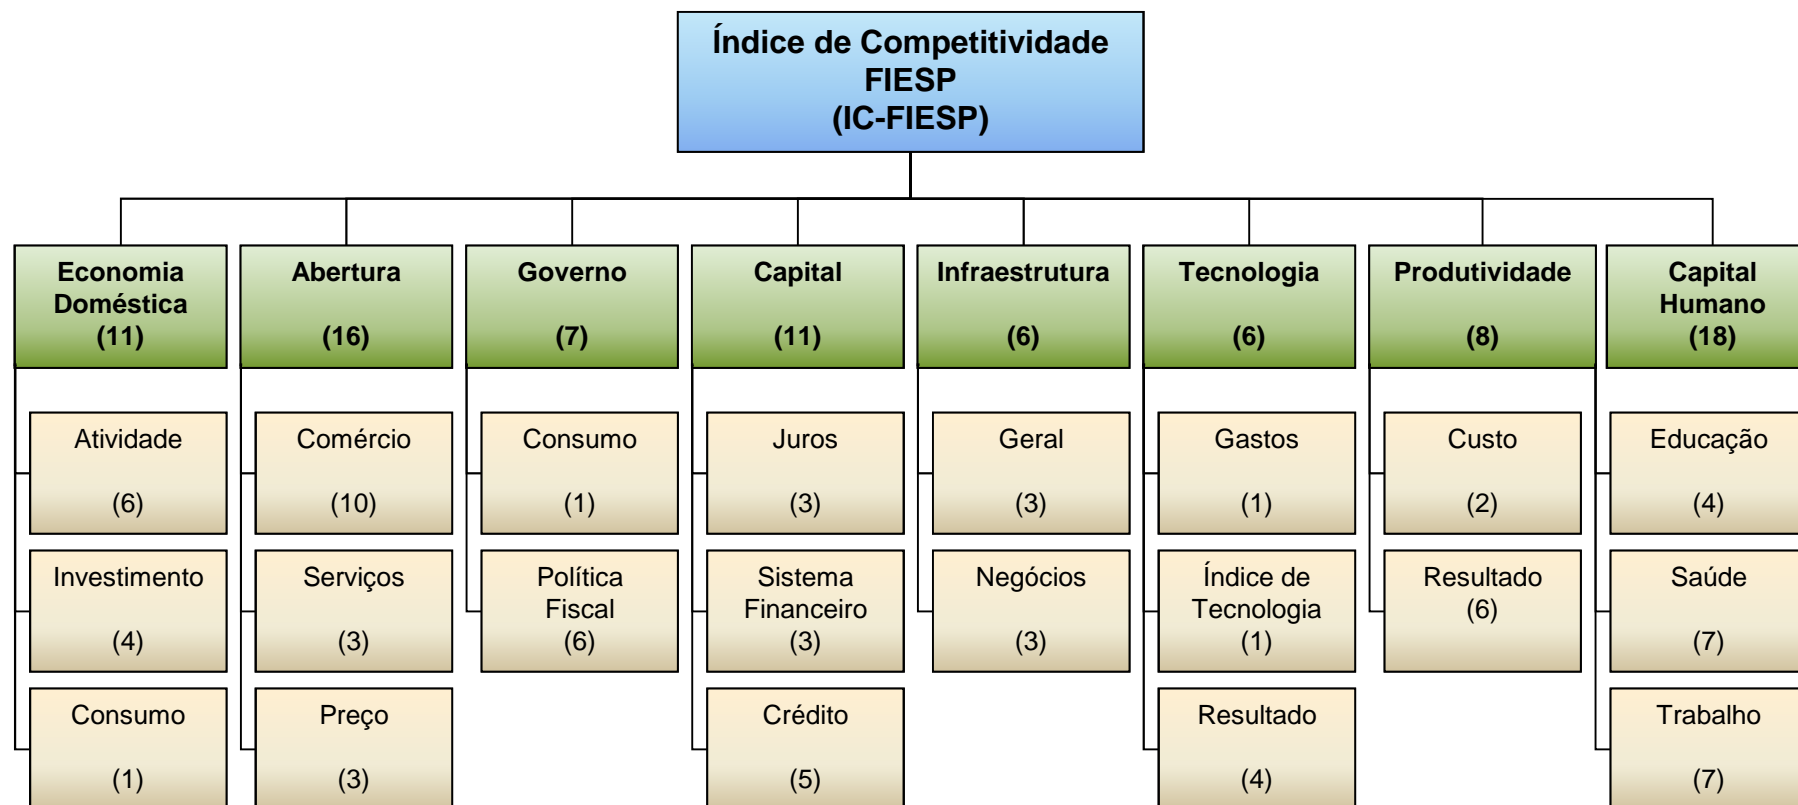 Índice de Competitividade
FIESP
(IC-FIESP)
Economia
Doméstica
(11)
Abertura
(16)
Governo
(7)
Capital
(11)
Infraestrutura
(6)
Tecnologia
(6)
Produtividade
(8)
Capital
Humano
(18)
Atividade
(6)
Comércio
(10)
Consumo
(1)
Juros
(3)
Geral
(3)
Gastos
(1)
Custo
(2)
Educação
(4)
Investimento
(4)
Serviços
(3)
Política
Fiscal
(6)
Sistema
Financeiro
(3)
Negócios
(3)
Índice de
Tecnologia
(1)
Resultado
(6)
Saúde
(7)
Consumo
(1)
Preço
(3)
Crédito
(5)
Resultado
(4)
Trabalho
(7)